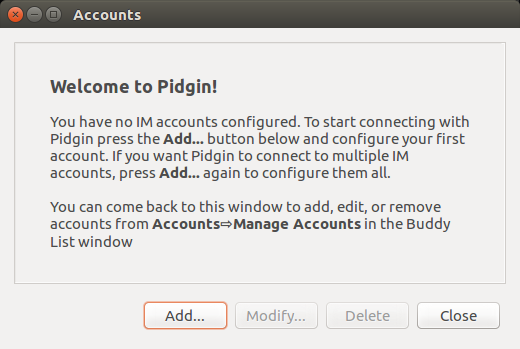 Accounts
Welcome to Pidgin!
You have no IM accounts configured. To start connecting with
Pidgin press the Add... button below and configure your first
account. If you want Pidgin to connect to multiple IM
accounts, press Add... again to configure them all.
You can come back to this window to add, edit, or remove
accounts from Accounts⇨Manage Accounts in the Buddy
List window
Add... Modify... Delete Close